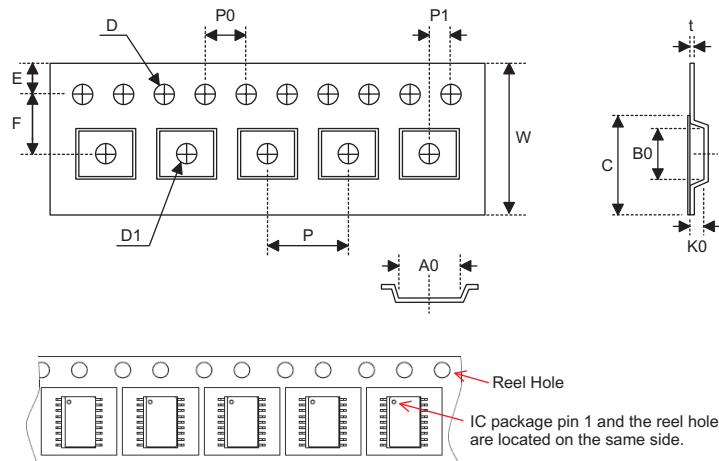 D
P0
P1
t
E
F
W
C
B0
D1
P
K0
A0
Reel Hole
IC package pin 1 and the reel hole
are located on the same side.